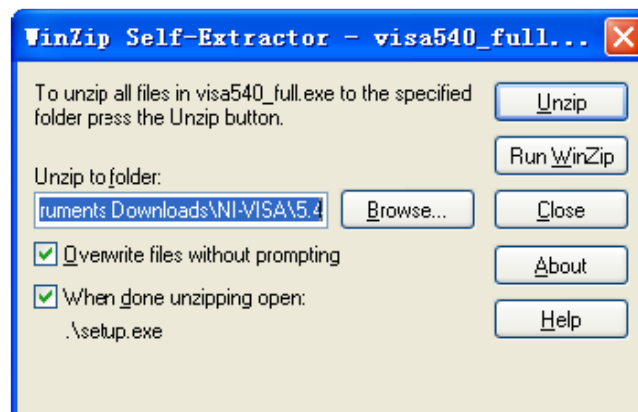 WinZip Self-Extractor - visa540_full...
To unzip all files in visa540_full.exe to the specified
folder press the Unzip button.
Unzip to folder:
ruments Downloads\NI-VISA\5.4
Browse...
Overwrite files without prompting
When done unzipping open:
.\setup.exe
Unzip
Run WinZip
Close
About
Help